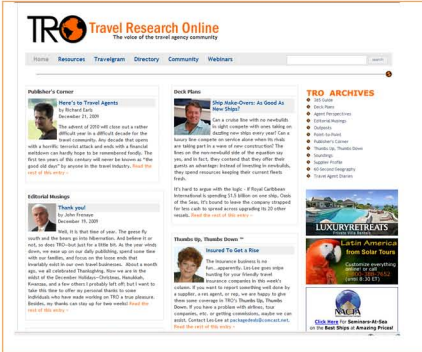 TRO Travel Research Online
The voice of the travel agency community
Home Resources Travelgram Directory Community Webinars
search
Publisher's Corner
Here's to Travel Agents
by Richard Earls
December 21, 2009
The advent of 2010 will close out a rather
difficult year in a difficult decade for the
travel community. Any decade that opens
with a horrific terrorist attack and ends with a financial
meltdown can hardly hope to be remembered fondly. The
first ten years of this century will never be known as "the
good old days" by anyone in the travel industry. Read the
rest of this entry ›
Editorial Musings
Thank you!
by John Frenaye
December 19, 2009
Well, it is that time of year. The geese fly
south and the bears go into hibernation. And believe it or
not, so does TRO—but just for a little bit. As the year winds
down, we ease up on our daily publishing, spend some time
with our families, and focus on the loose ends that
invariably exist in our own travel businesses. About a month
ago, we all celebrated Thanksgiving. Now we are in the
midst of the December Holidays—Christmas, Hanukkah,
Kwanzaa, and a few others I probably left off; but I want to
take this time to offer my personal thanks to some
individuals who have made working on TRO a true pleasure.
Besides, my thanks can stay up for two weeks! Read the
rest of this entry ›
Deck Plans
Ship Make-Overs: As Good As
New Ships?
Can a cruise line with no newbuilds
in sight compete with ones taking on
dazzling new ships every year? Can a
luxury line compete on service alone when its rivals
are taking part in a wave of new construction? The
lines on the non-newbuild side of the equation say
yes, and in fact, they contend that they offer their
guests an advantage: Instead of investing in newbuilds,
they spend resources keeping their current fleets
fresh.
It's hard to argue with the logic - if Royal Caribbean
International is spending $1.5 billion on one ship, Oasis
of the Seas, it's bound to leave the company strapped
for less cash to spread across upgrading its 20 other
vessels. Read the rest of this entry ›
Thumbs Up, Thumbs Down ™
Insured To Get a Rise
The insurance business is no
fun...apparently. Les-Lee goes snipe
hunting for your friendly travel
insurance companies in this week's
column. If you want to report something well done by
a supplier, a res agent, or rep, we are happy to give
them some coverage in TRO's Thumbs Up, Thumbs
Down. If you have a problem with airlines, tour
companies, etc. or getting commissions, maybe we can
assist. Contact Les-Lee at
Read the rest of this entry ›
TRO ARCHIVES
365 Guide
Deck Plans
Agent Perspectives
Editorial Musings
Outposts
Point-to-Point
Publisher's Corner
Thumbs Up, Thumbs Down
Soundings
Supplier Profile
60-Second Geography
Travel Agent Diaries
LUXURYRETREATS
Private Villa Rentals
Latin America
from Solar Tours
Customize everything
(until 8:30 ET)
NACTA
Click Here For Seminars-At-Sea
on the Best Ships at Amazing Prices!